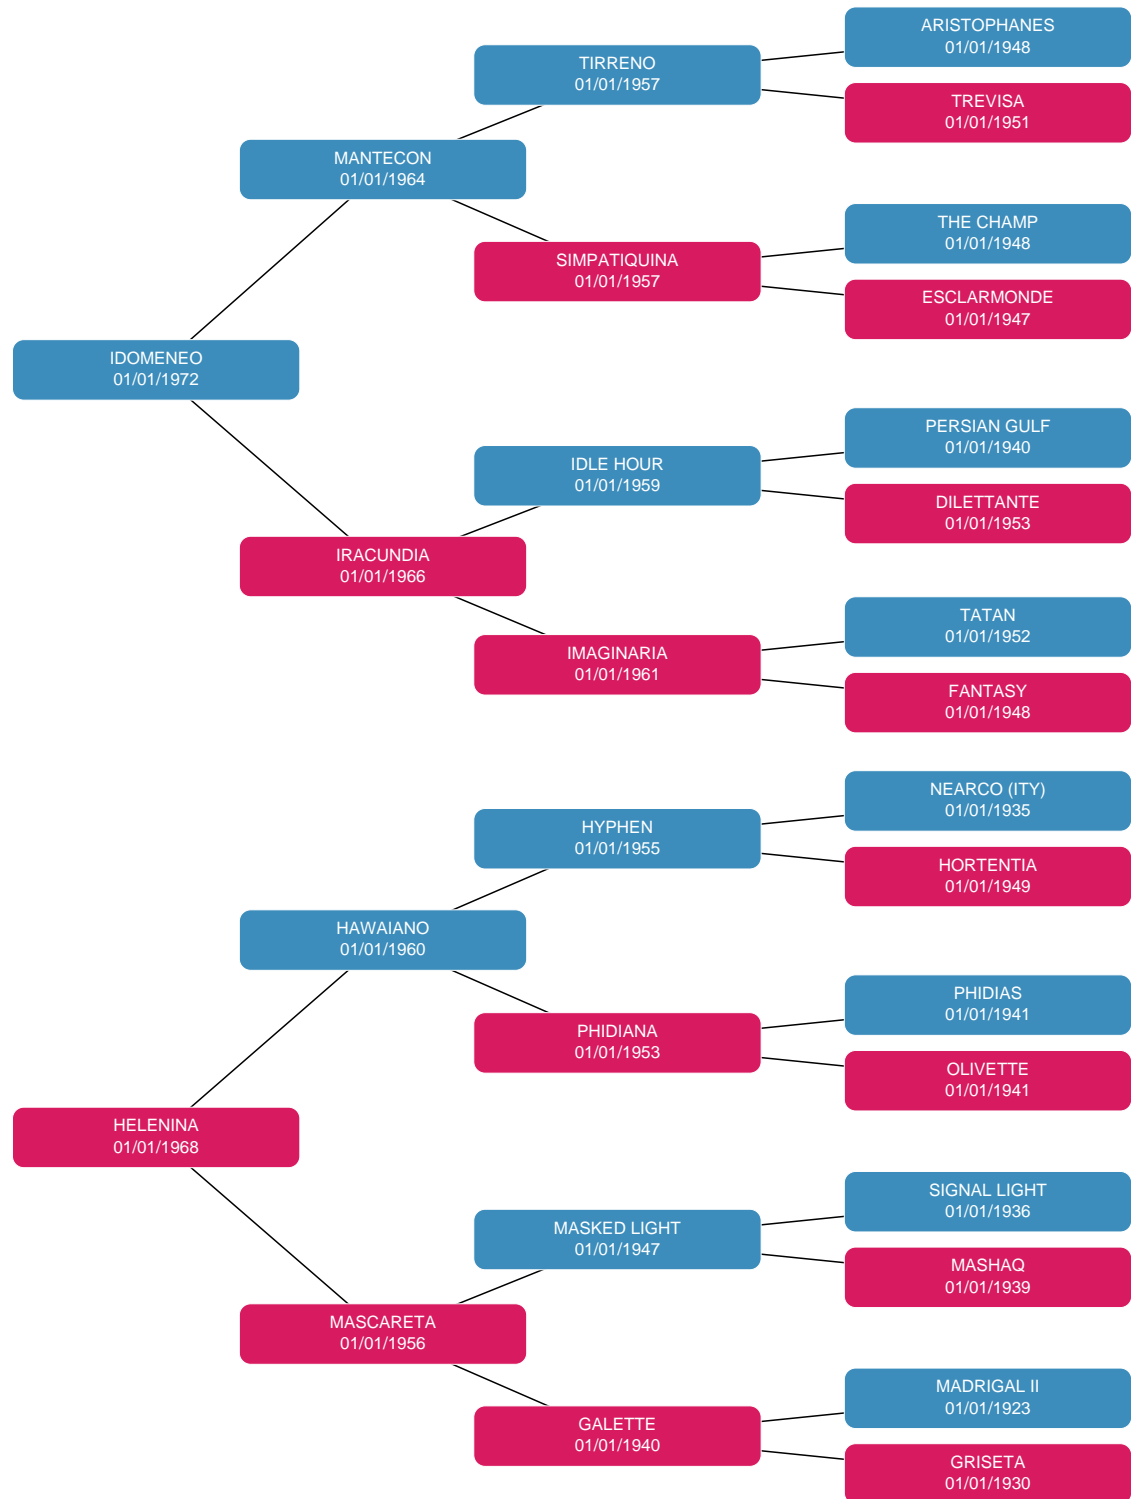 ARISTOPHANES
01/01/1948
TIRRENO
01/01/1957
TREVISA
01/01/1951
MANTECON
01/01/1964
THE CHAMP
01/01/1948
SIMPATIQUINA
01/01/1957
ESCLARMONDE
01/01/1947
IDOMENEO
01/01/1972
PERSIAN GULF
01/01/1940
IDLE HOUR
01/01/1959
DILETTANTE
01/01/1953
IRACUNDIA
01/01/1966
TATAN
01/01/1952
IMAGINARIA
01/01/1961
FANTASY
01/01/1948
NEARCO (ITY)
01/01/1935
HYPHEN
01/01/1955
HORTENTIA
01/01/1949
HAWAIANO
01/01/1960
PHIDIAS
01/01/1941
PHIDIANA
01/01/1953
OLIVETTE
01/01/1941
HELENINA
01/01/1968
SIGNAL LIGHT
01/01/1936
MASKED LIGHT
01/01/1947
MASHAQ
01/01/1939
MASCARETA
01/01/1956
MADRIGAL II
01/01/1923
GALETTE
01/01/1940
GRISETA
01/01/1930